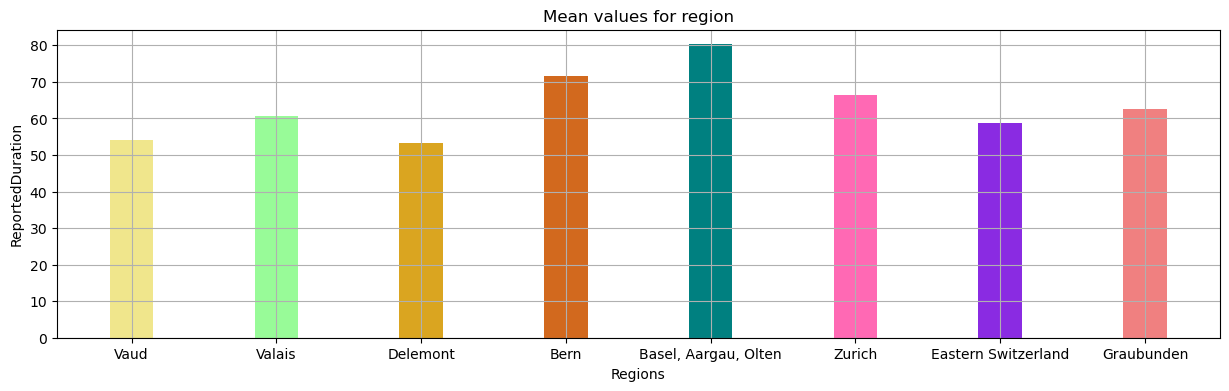 Mean values for region
ReportedDuration
80
70
60
50
40
30
20
10
0
Vaud Valais Delemont Bern Basel, Aargau, Olten Zurich Eastern Switzerland Graubunden
Regions